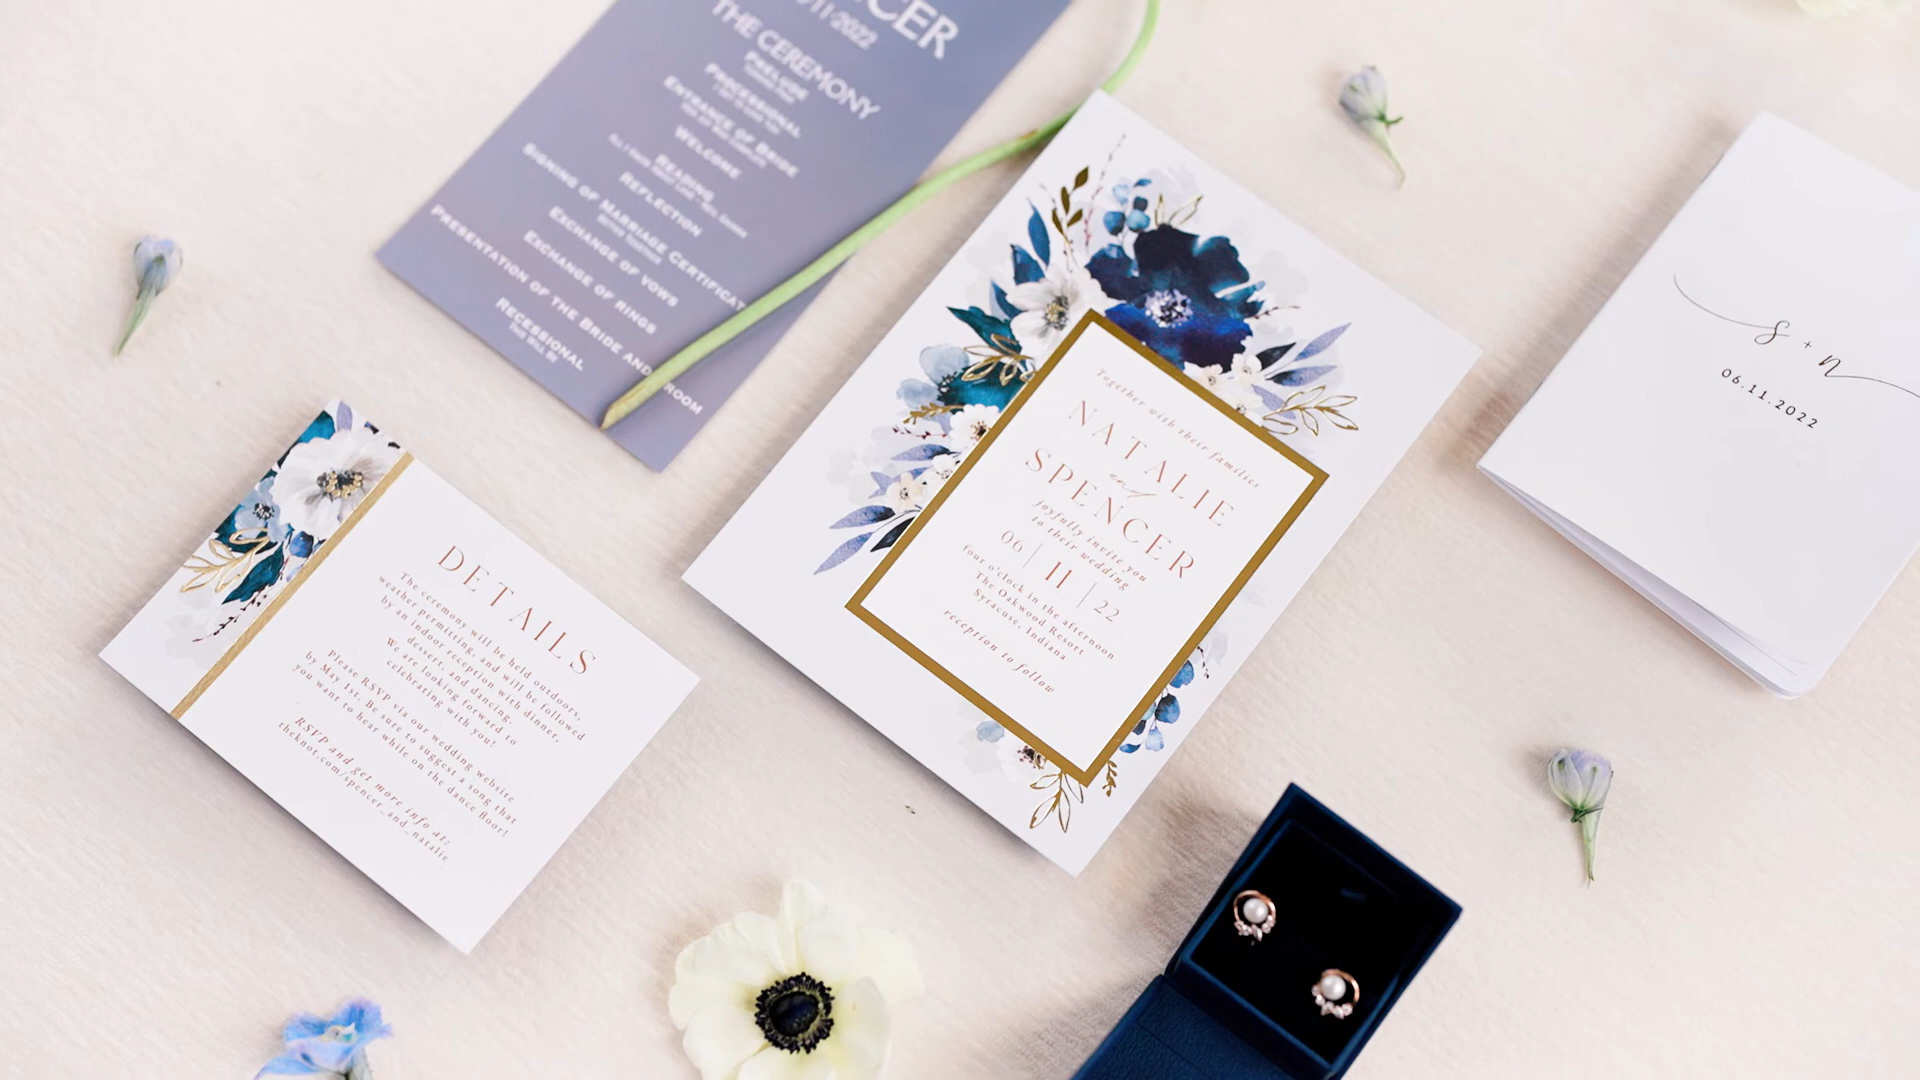 CER
11·2022
THE CEREMONY
PRELUDE
PROCESSIONAL
ENTRANCE OF BRIDE
WELCOME
READING
REFLECTION
SIGNING OF MARRIAGE CERTIFICAT
EXCHANGE OF VOWS
EXCHANGE OF RINGS
PRESENTATION OF THE BRIDE AND ROOM
RECESSIONAL
Together with their families
NATALIE
and
SPENCER
joyfully invite you
to their wedding
06 | 11 | 22
four o'clock in the afternoon
The Oakwood Resort
Syracuse, Indiana
reception to follow
s + n
06.11.2022
DETAILS
The ceremony will be held outdoors,
weather permitting, and will be followed
by an indoor reception with dinner,
dessert, and dancing.
We are looking forward to
celebrating with you!
Please RSVP via our wedding website
by May 1st. Be sure to suggest a song that
you want to hear while on the dance floor!
RSVP and get more info at:
theknot.com/spencer_and_natalie